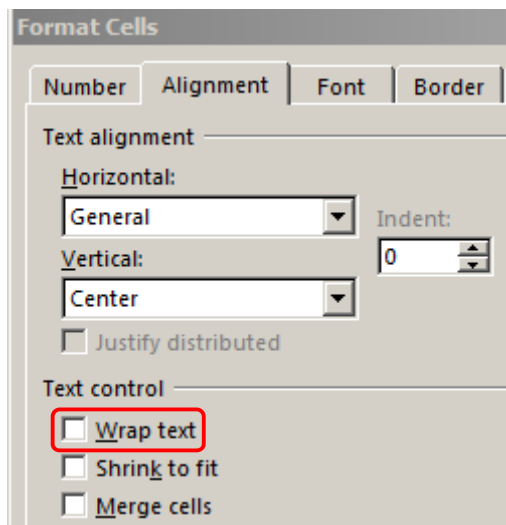 Format Cells
Number Alignment Font Border
Text alignment
Horizontal:
General Indent:
Vertical: 0
Center
Justify distributed
Text control
Wrap text
Shrink to fit
Merge cells